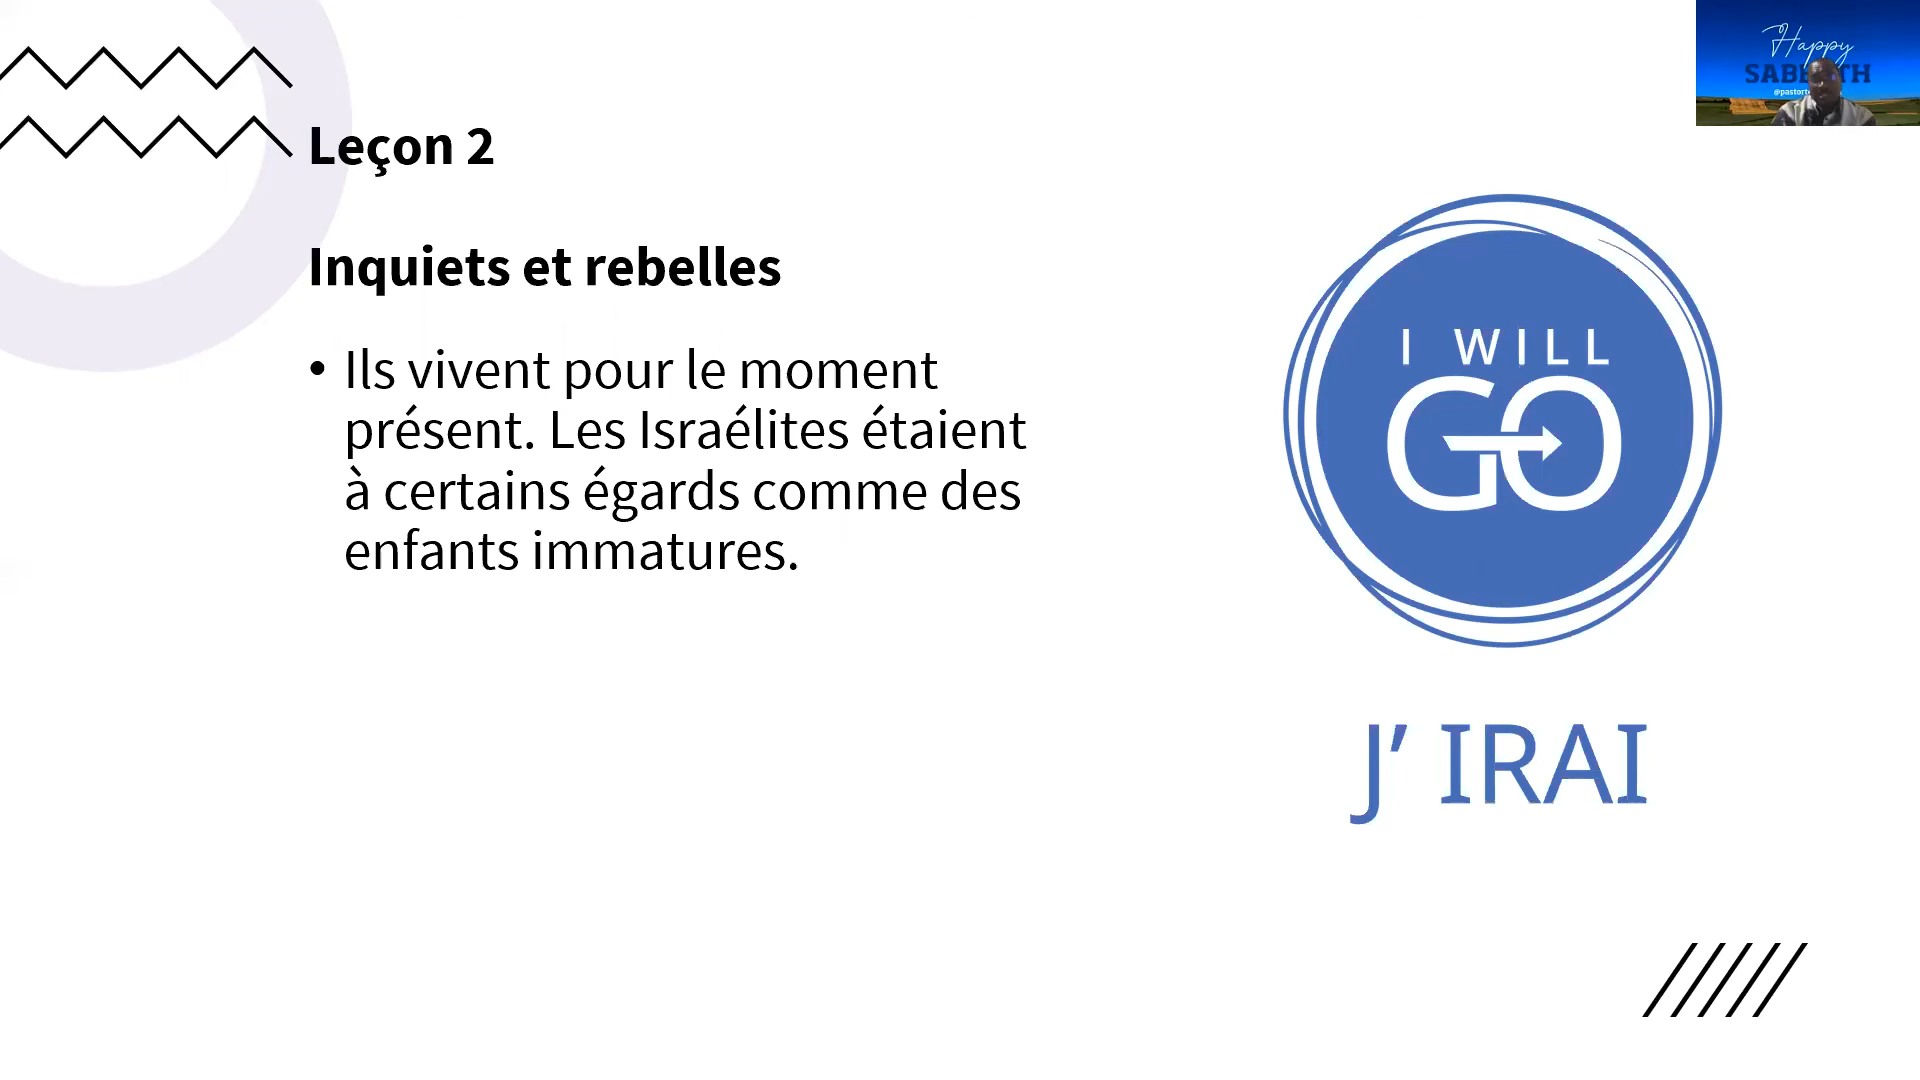 Happy
@pastor
Leçon 2
Inquiets et rebelles
• Ils vivent pour le moment
présent. Les Israélites étaient
à certains égards comme des
enfants immatures.
I WILL
GO
J’ IRAI